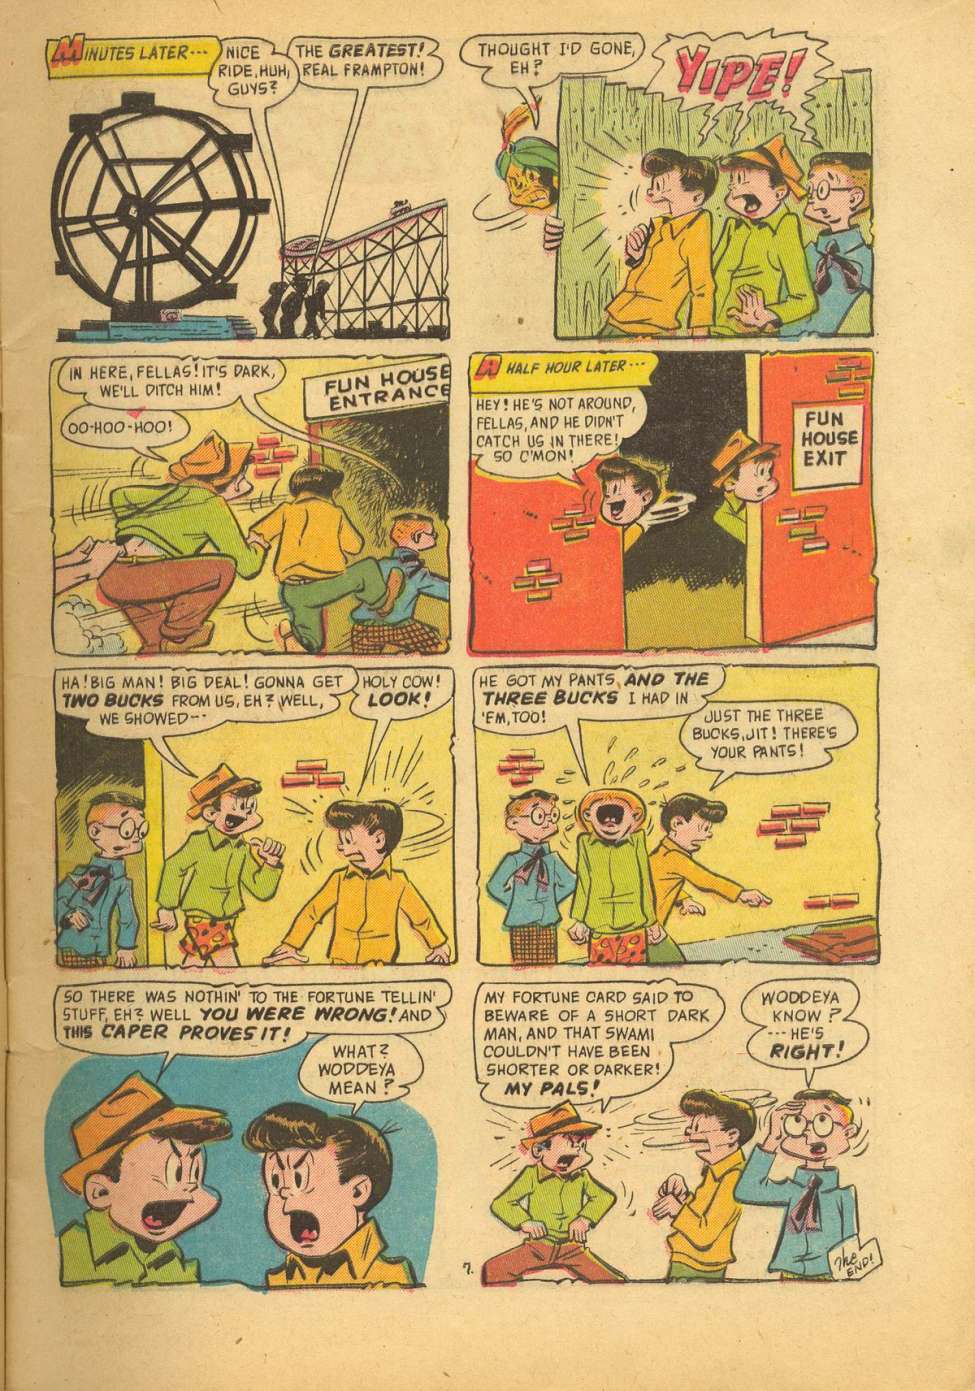 MINUTES LATER---
NICE
RIDE, HUH,
GUYS?
THE GREATEST!
REAL FRAMPTON!
THOUGHT I'D GONE,
EH?
YIPE!
IN HERE, FELLAS! IT'S DARK,
WE'LL DITCH HIM!
OO-HOO-HOO!
FUN HOUSE
ENTRANCE
A HALF HOUR LATER---
HEY! HE'S NOT AROUND,
FELLAS, AND HE DIDN'T
CATCH US IN THERE!
SO C'MON!
FUN
HOUSE
EXIT
HA! BIG MAN! BIG DEAL! GONNA GET
TWO BUCKS FROM US, EH? WELL,
WE SHOWED--
HOLY COW!
LOOK!
HE GOT MY PANTS, AND THE
THREE BUCKS I HAD IN
'EM, TOO!
JUST THE THREE
BUCKS, JIT! THERE'S
YOUR PANTS!
SO THERE WAS NOTHIN' TO THE FORTUNE TELLIN'
STUFF, EH? WELL YOU WERE WRONG! AND
THIS CAPER PROVES IT!
WHAT?
WODDEYA
MEAN?
MY FORTUNE CARD SAID TO
BEWARE OF A SHORT DARK
MAN, AND THAT SWAMI
COULDN'T HAVE BEEN
SHORTER OR DARKER!
MY PALS!
WODDEYA
KNOW?
---HE'S
RIGHT!
The
END!
7.